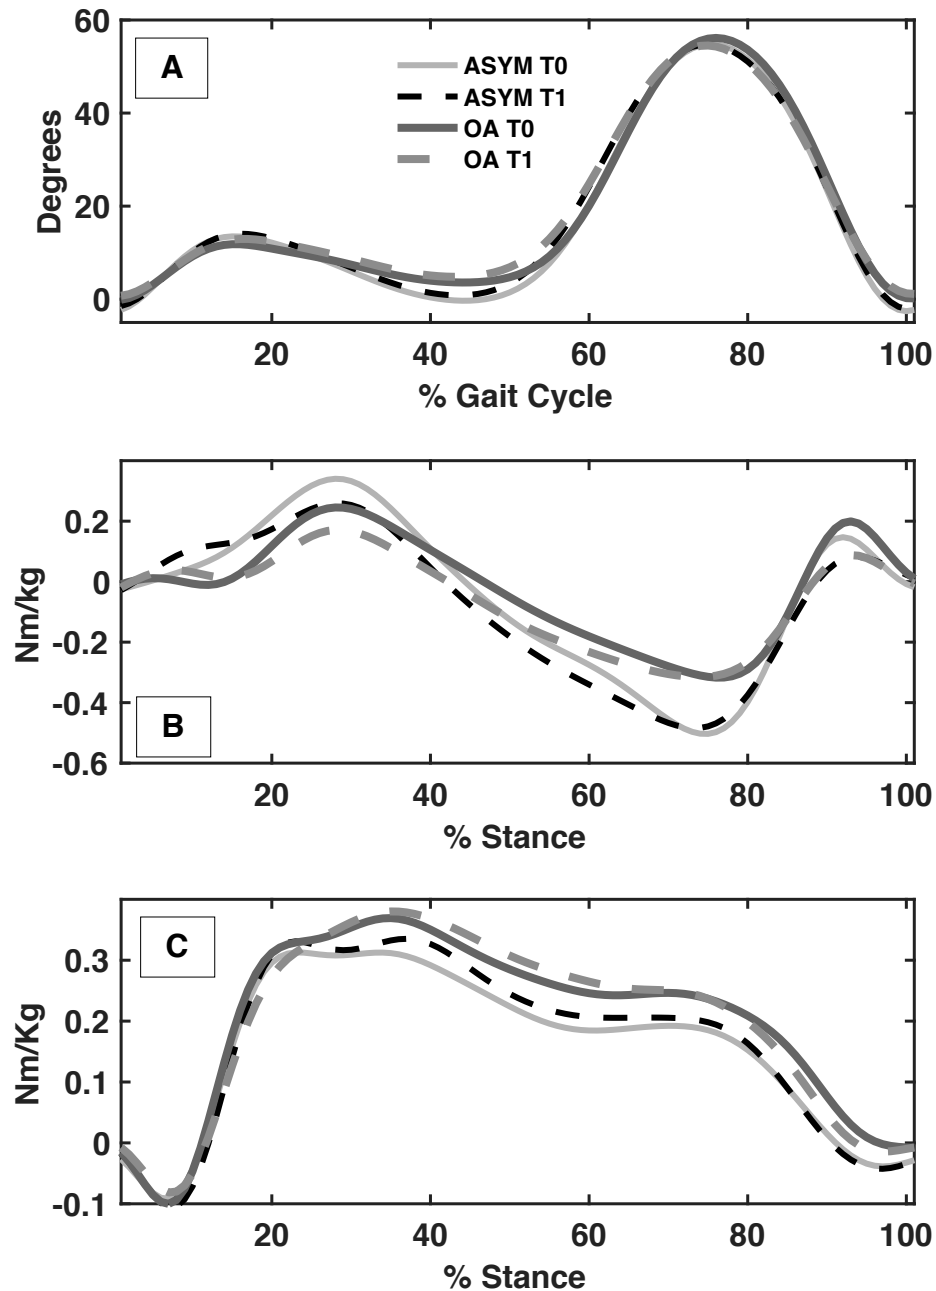 60
A
ASYM T0
ASYM T1
OA T0
OA T1
40
20
0
Degrees
20 40 60 80 100
% Gait Cycle
0.2
0
-0.2
-0.4
-0.6
Nm/kg
B
20 40 60 80 100
% Stance
C
0.3
0.2
0.1
0
-0.1
Nm/Kg
20 40 60 80 100
% Stance